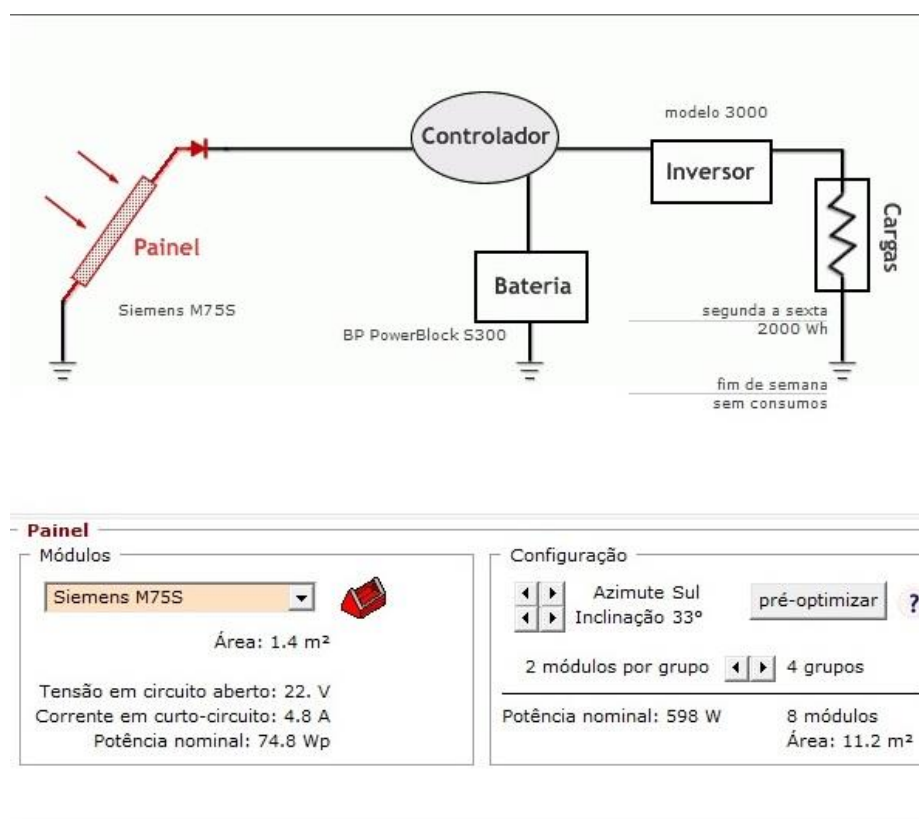 modelo 3000
Controlador
Inversor
Painel
Cargas
Bateria
Siemens M75S
BP PowerBlock S300
segunda a sexta
2000 Wh
fim de semana
sem consumos
Painel
Módulos
Siemens M75S
Área: 1.4 m²
Tensão em circuito aberto: 22. V
Corrente em curto-circuito: 4.8 A
Potência nominal: 74.8 Wp
Configuração
Azimute Sul
Inclinação 33º
pré-optimizar
?
2 módulos por grupo
4 grupos
Potência nominal: 598 W
8 módulos
Área: 11.2 m²